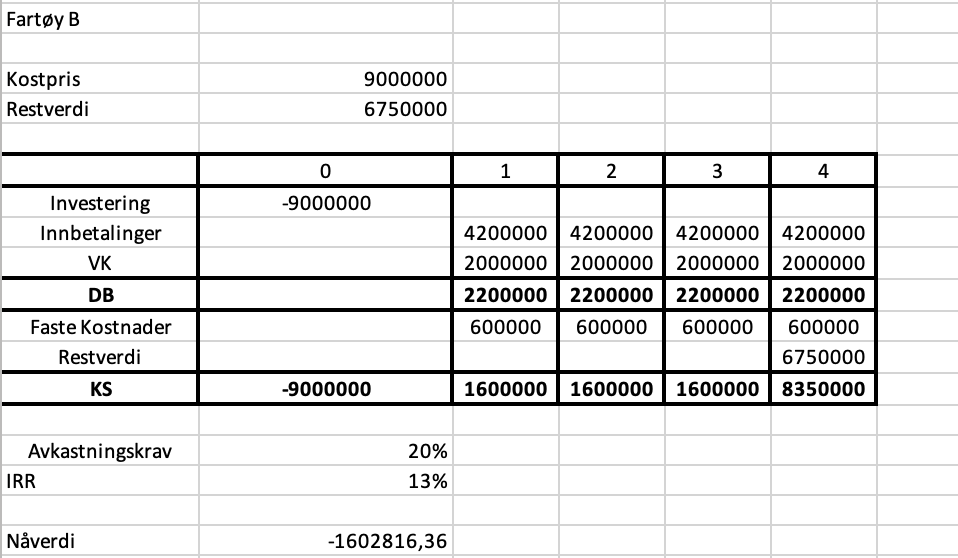 Fartøy B
Kostpris 9000000
Restverdi 6750000
0 1 2 3 4
Investering -9000000
Innbetalinger 4200000 4200000 4200000 4200000
VK 2000000 2000000 2000000 2000000
DB 2200000 2200000 2200000 2200000
Faste Kostnader 600000 600000 600000 600000
Restverdi 6750000
KS -9000000 1600000 1600000 1600000 8350000
Avkastningskrav 20%
IRR 13%
Nåverdi -1602816,36